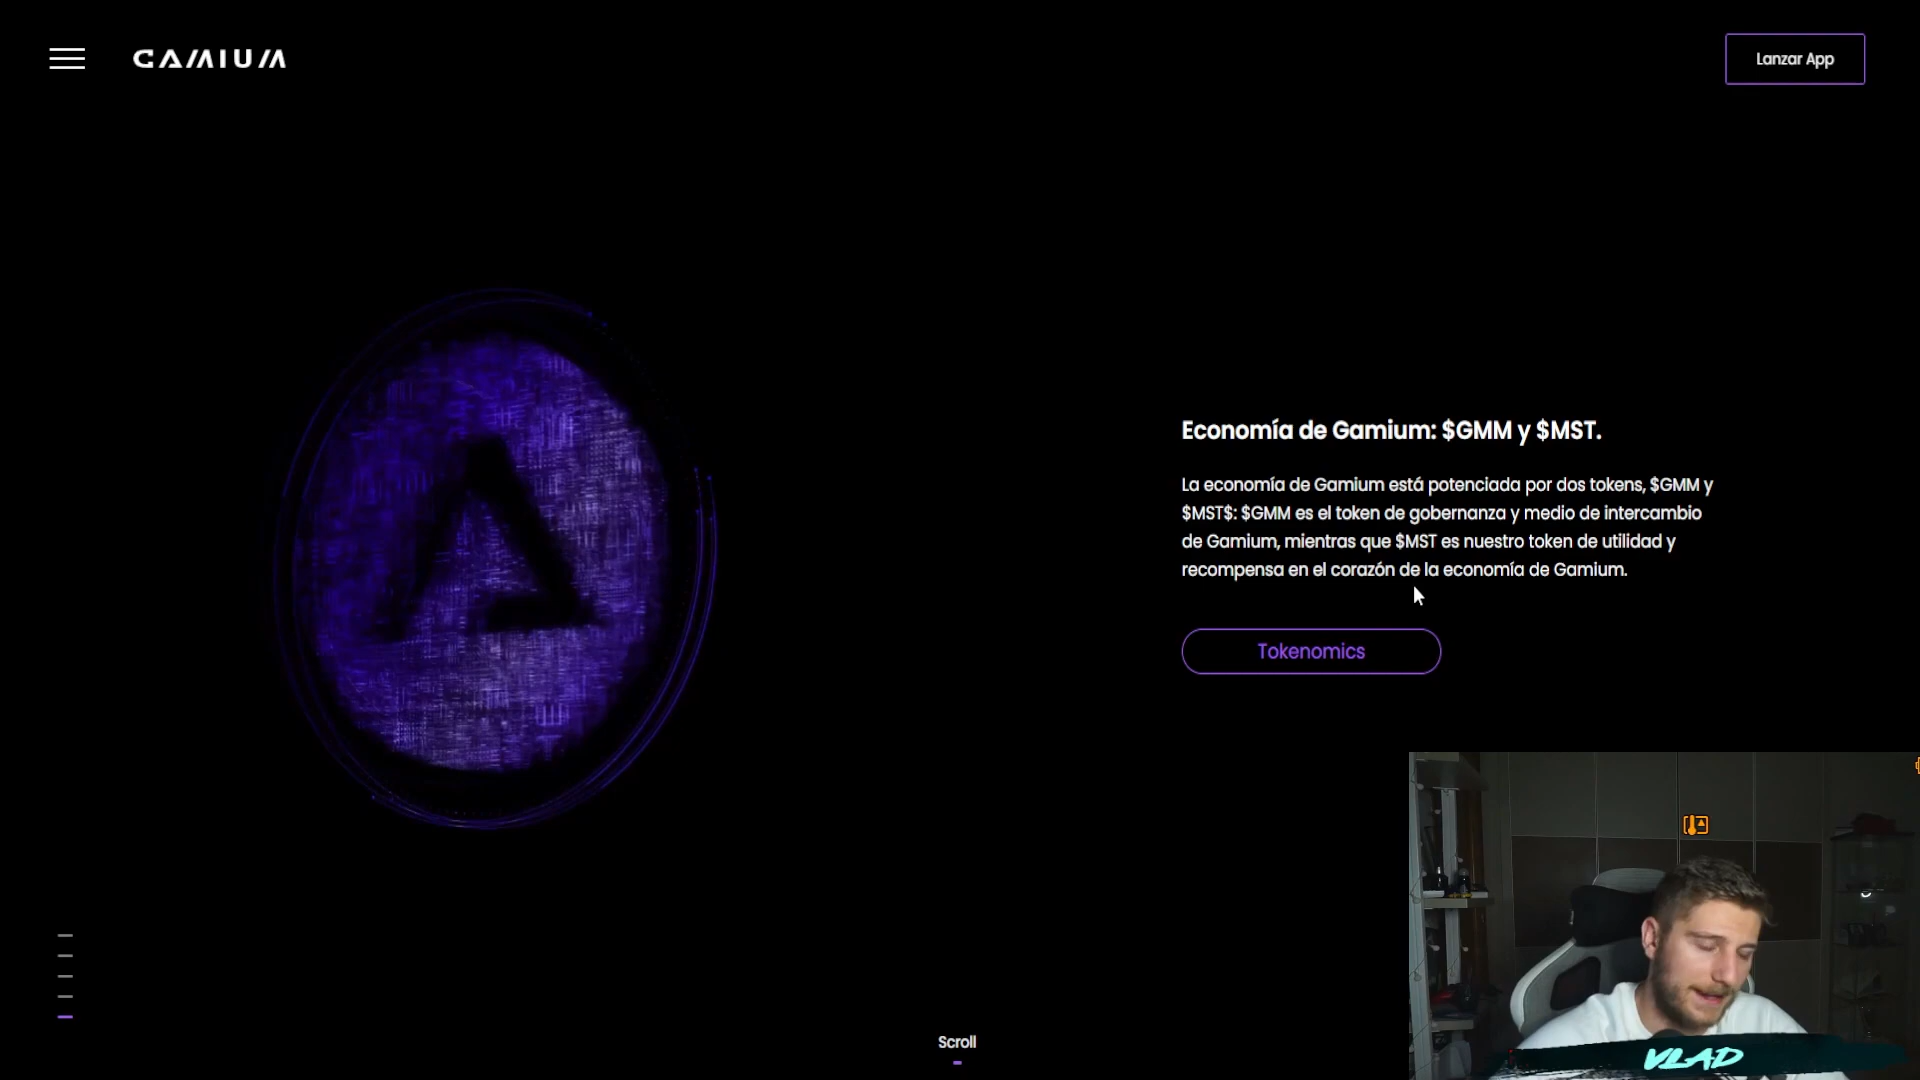 GAMIUM
Lanzar App
Economía de Gamium: $GMM y $MST.
La economía de Gamium está potenciada por dos tokens, $GMM y
$MST$: $GMM es el token de gobernanza y medio de intercambio
de Gamium, mientras que $MST es nuestro token de utilidad y
recompensa en el corazón de la economía de Gamium.
Tokenomics
Scroll
VLAD